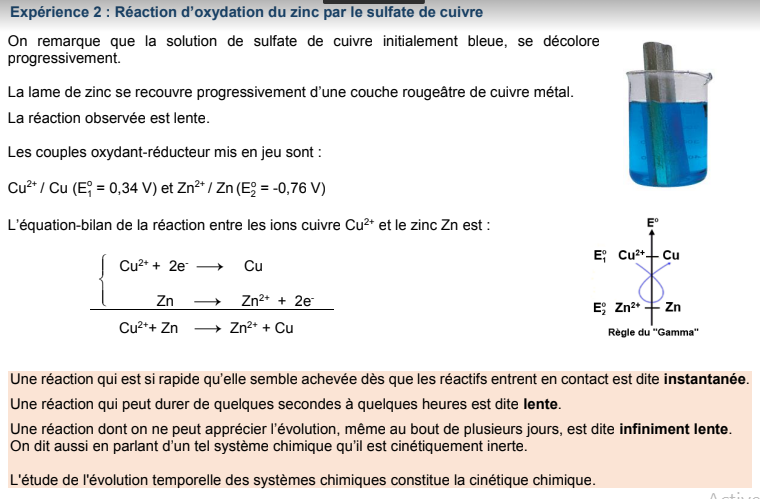 Expérience 2 : Réaction d'oxydation du zinc par le sulfate de cuivre
On remarque que la solution de sulfate de cuivre initialement bleue, se décolore
progressivement.
La lame de zinc se recouvre progressivement d'une couche rougeâtre de cuivre métal.
La réaction observée est lente.
Les couples oxydant-réducteur mis en jeu sont :
Cu²⁺ / Cu (E₁° = 0,34 V) et Zn²⁺ / Zn (E₂° = -0,76 V)
L'équation-bilan de la réaction entre les ions cuivre Cu²⁺ et le zinc Zn est :
Cu²⁺ + 2e⁻ ⟶ Cu
Zn ⟶ Zn²⁺ + 2e⁻
Cu²⁺+ Zn ⟶ Zn²⁺ + Cu
E°
E₁° Cu²⁺ Cu
E₂° Zn²⁺ Zn
Règle du "Gamma"
Une réaction qui est si rapide qu'elle semble achevée dès que les réactifs entrent en contact est dite instantanée.
Une réaction qui peut durer de quelques secondes à quelques heures est dite lente.
Une réaction dont on ne peut apprécier l'évolution, même au bout de plusieurs jours, est dite infiniment lente.
On dit aussi en parlant d'un tel système chimique qu'il est cinétiquement inerte.
L'étude de l'évolution temporelle des systèmes chimiques constitue la cinétique chimique.